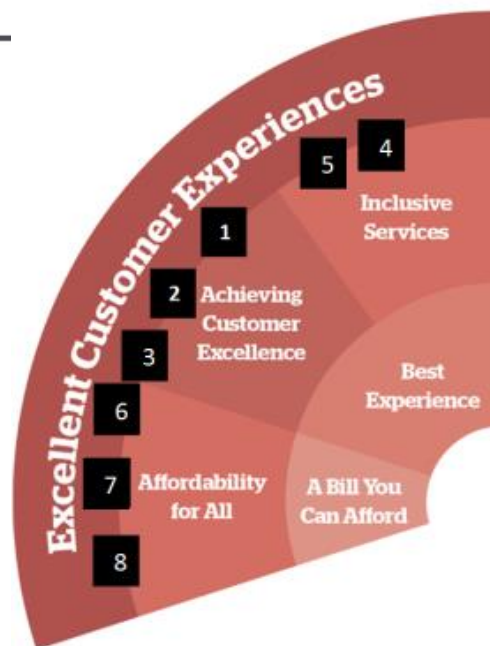 Excellent Customer Experiences
5
4
Inclusive
Services
1
2
Achieving
Customer
Excellence
3
Best
Experience
6
7
Affordability
for All
A Bill You
Can Afford
8